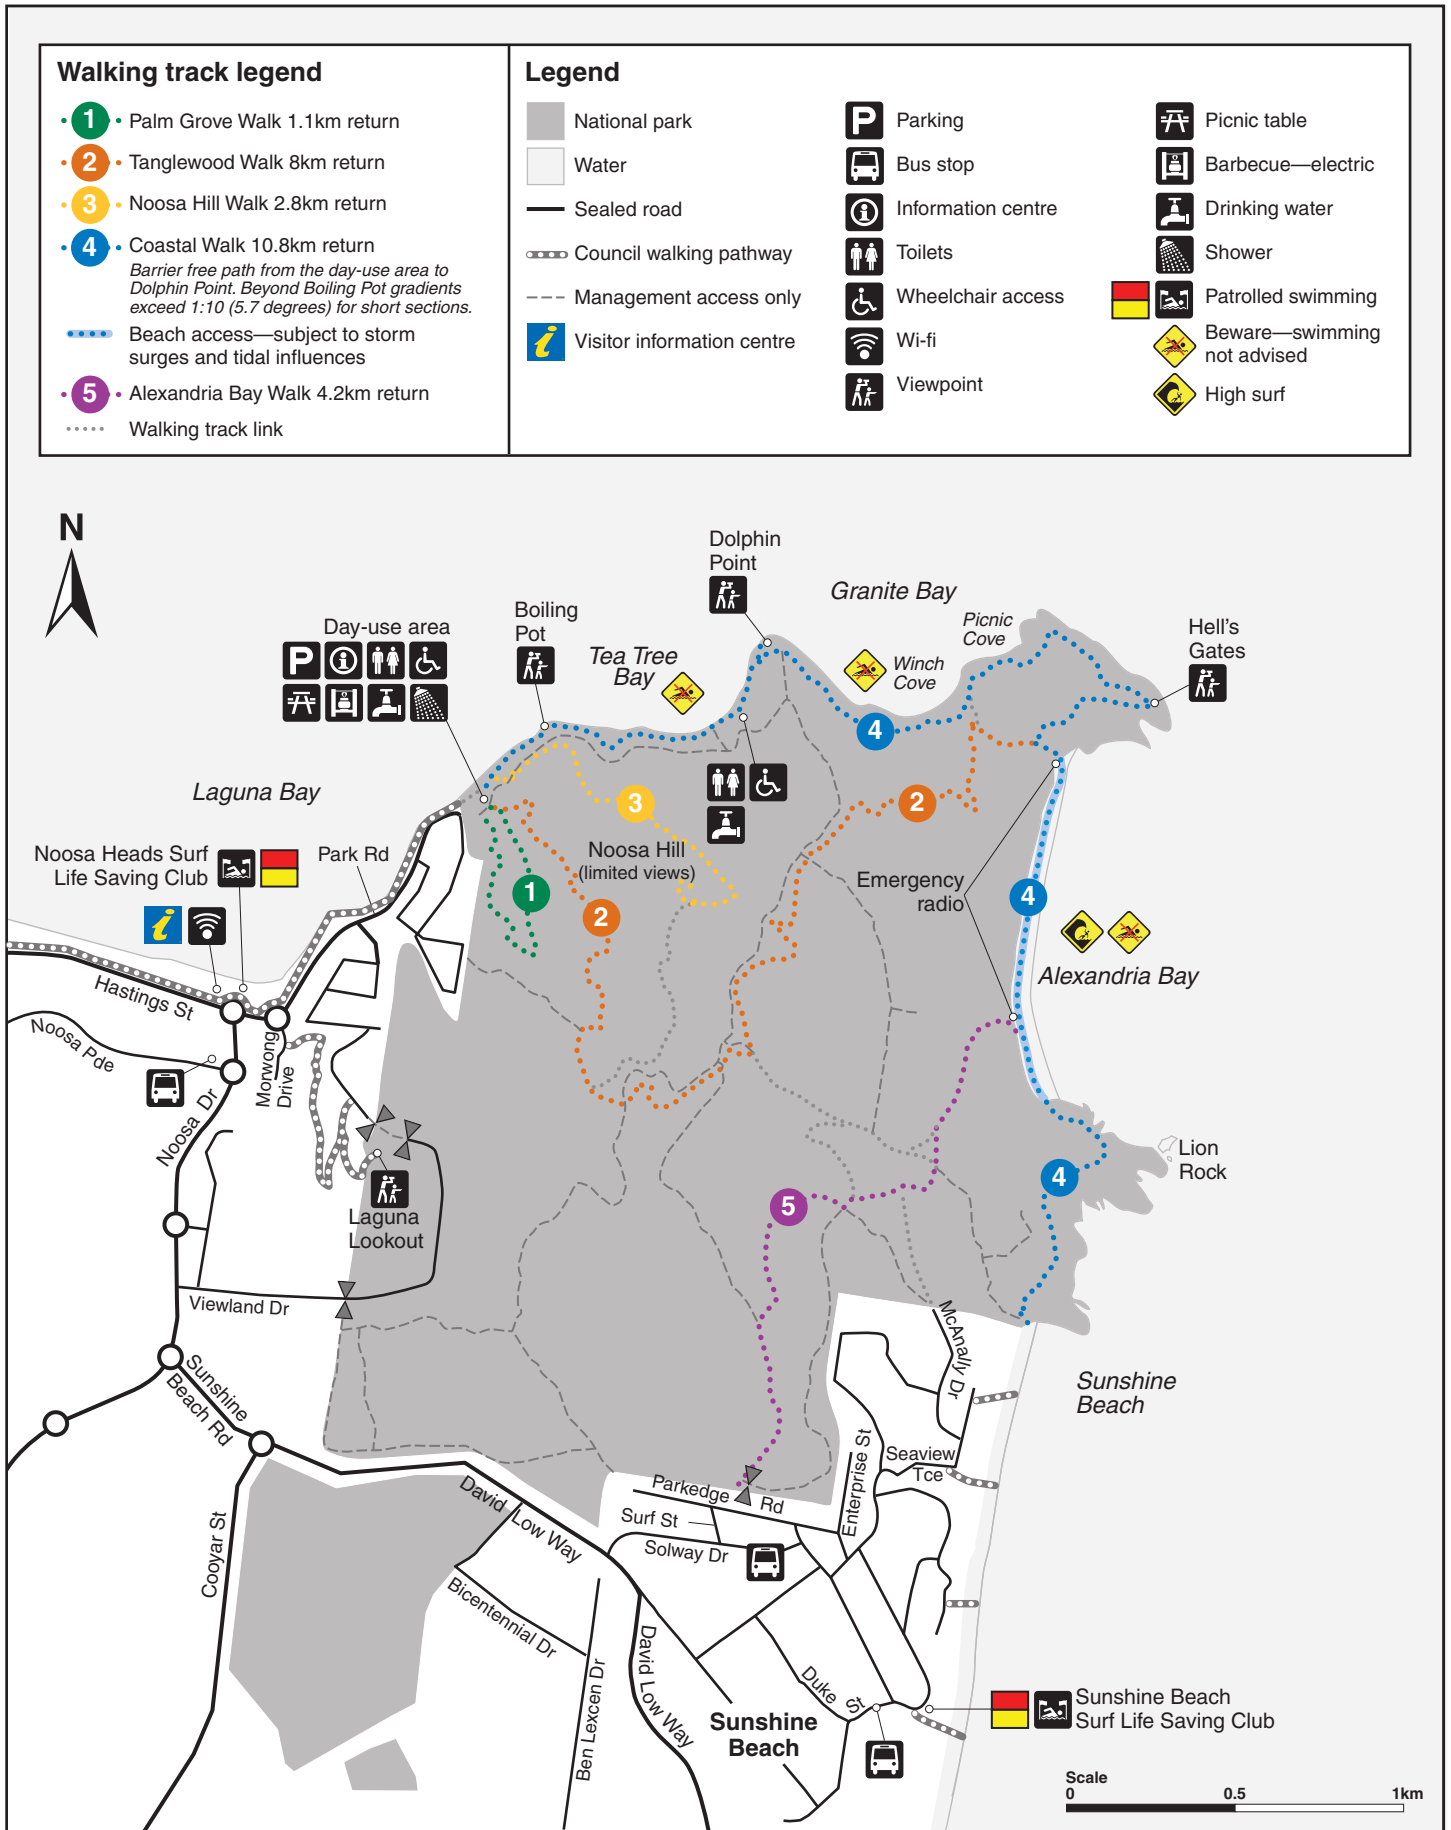 Walking track legend
1 Palm Grove Walk 1.1km return
2 Tanglewood Walk 8km return
3 Noosa Hill Walk 2.8km return
4 Coastal Walk 10.8km return
Barrier free path from the day-use area to
Dolphin Point. Beyond Boiling Pot gradients
exceed 1:10 (5.7 degrees) for short sections.
Beach access—subject to storm
surges and tidal influences
5 Alexandria Bay Walk 4.2km return
Walking track link
Legend
National park
Water
Sealed road
Council walking pathway
Management access only
i Visitor information centre
P Parking
Bus stop
Information centre
Toilets
Wheelchair access
Wi-fi
Viewpoint
Picnic table
Barbecue—electric
Drinking water
Shower
Patrolled swimming
Beware—swimming
not advised
High surf
N
Dolphin
Point
Granite Bay
Picnic
Cove
Hell's
Gates
Boiling
Pot
Day-use area
P
Tea Tree
Bay
Winch
Cove
4
Laguna Bay
3
2
Noosa Hill
(limited views)
Noosa Heads Surf
Life Saving Club
Park Rd
1
2
Emergency
radio
4
i
Alexandria Bay
Hastings St
Noosa Pde
Morwong
Drive
Noosa Dr
Lion
Rock
4
5
Laguna
Lookout
Viewland Dr
McAnally Dr
Sunshine
Beach Rd
Sunshine
Beach
Seaview
Tce
Enterprise St
Parkedge Rd
David Low Way
Surf St
Solway Dr
Cooyar St
Bicentennial Dr
Ben Lexcen Dr
David Low Way
Duke St
Sunshine
Beach
Sunshine Beach
Surf Life Saving Club
Scale
0 0.5 1km